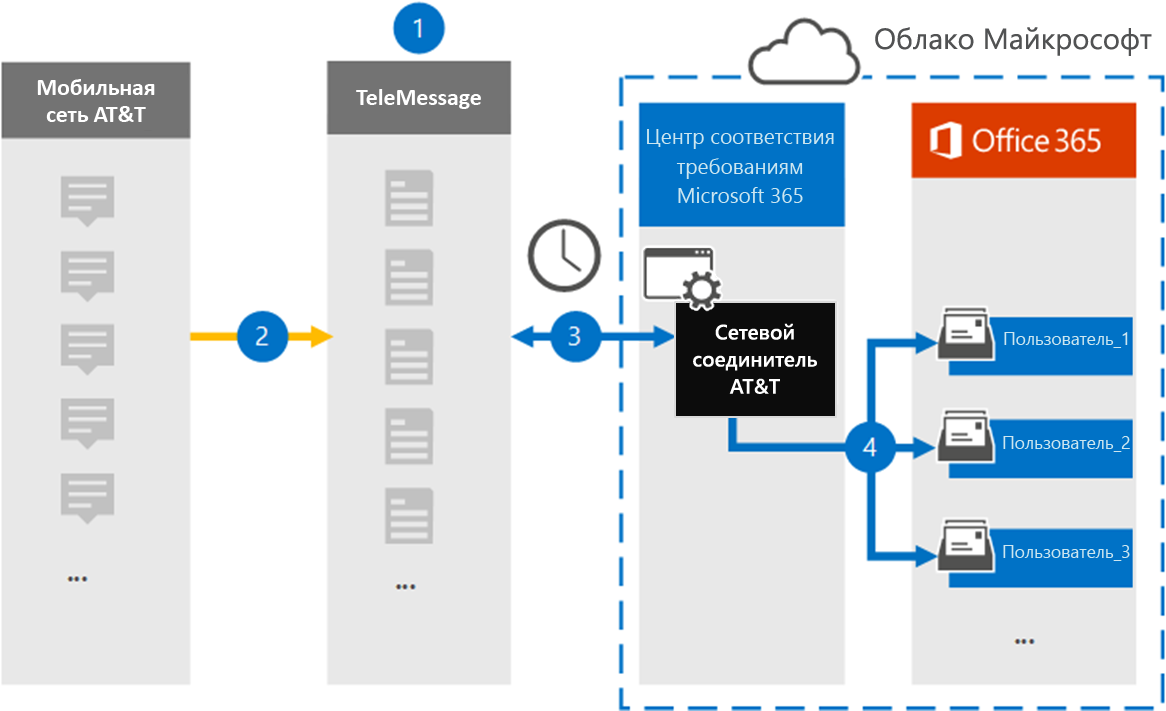 1
Облако Майкрософт
Мобильная
сеть AT&T
TeleMessage
Центр соответствия
требованиям
Microsoft 365
Office 365
2
3
Сетевой
соединитель
AT&T
4
Пользователь_1
Пользователь_2
Пользователь_3
...
...
...